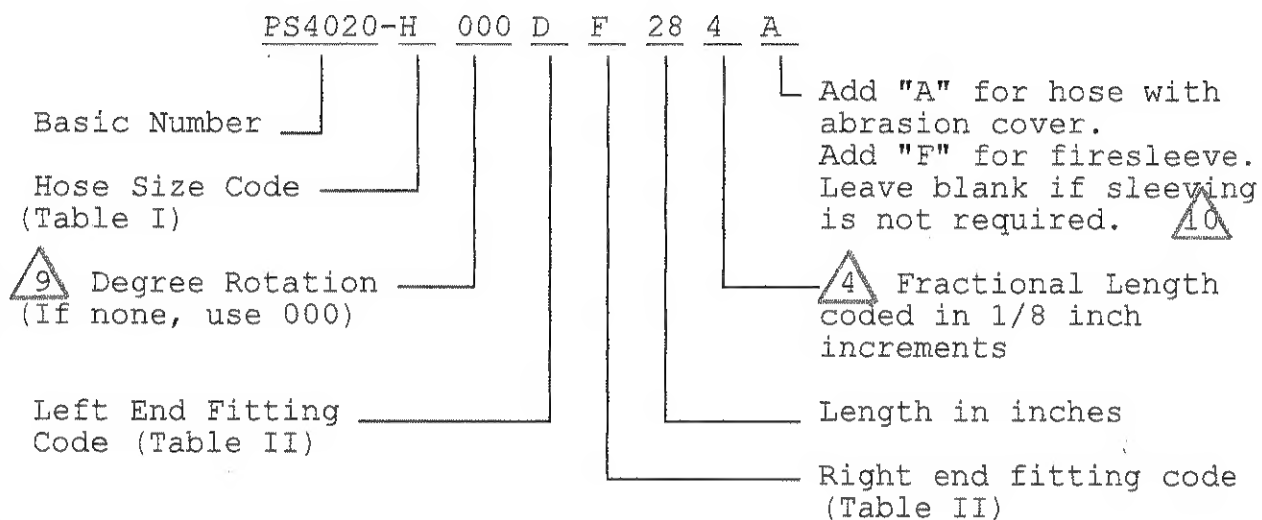 PS4020-H 000 D F 28 4 A
Basic Number
Hose Size Code
(Table I)
9 Degree Rotation
(If none, use 000)
Left End Fitting
Code (Table II)
Add "A" for hose with
abrasion cover.
Add "F" for firesleeve.
Leave blank if sleeving
is not required. 10
4 Fractional Length
coded in 1/8 inch
increments
Length in inches
Right end fitting code
(Table II)